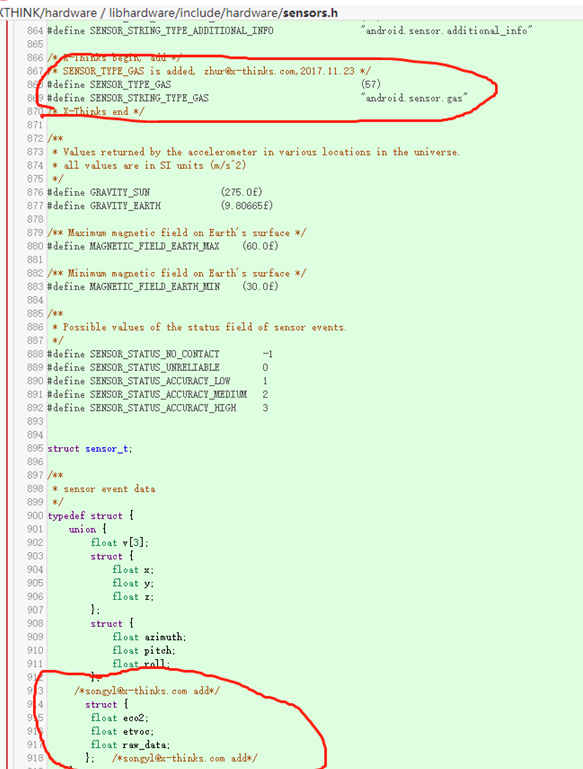 XTHINK/hardware / libhardware/include/hardware/sensors.h
864 #define SENSOR_STRING_TYPE_ADDITIONAL_INFO "android.sensor.additional_info"
865
866 /* X-Thinks begin, add */
867 * SENSOR_TYPE_GAS is added, zhur@x-thinks.com,2017.11.23 */
#define SENSOR_TYPE_GAS (57)
#define SENSOR_STRING_TYPE_GAS "android.sensor.gas"
870 /* X-Thinks end */
871
872 /**
873 * Values returned by the accelerometer in various locations in the universe.
874 * all values are in SI units (m/s^2)
875 */
876 #define GRAVITY_SUN (275.0f)
877 #define GRAVITY_EARTH (9.80665f)
878
879 /** Maximum magnetic field on Earth's surface */
880 #define MAGNETIC_FIELD_EARTH_MAX (60.0f)
881
882 /** Minimum magnetic field on Earth's surface */
883 #define MAGNETIC_FIELD_EARTH_MIN (30.0f)
884
885 /**
886 * Possible values of the status field of sensor events.
887 */
888 #define SENSOR_STATUS_NO_CONTACT -1
889 #define SENSOR_STATUS_UNRELIABLE 0
890 #define SENSOR_STATUS_ACCURACY_LOW 1
891 #define SENSOR_STATUS_ACCURACY_MEDIUM 2
892 #define SENSOR_STATUS_ACCURACY_HIGH 3
893
894
895 struct sensor_t;
896
897 /**
898 * sensor event data
899 */
900 typedef struct {
901 union {
902 float v[3];
903 struct {
904 float x;
905 float y;
906 float z;
907 };
908 struct {
909 float azimuth;
910 float pitch;
911 float roll;
912 };
913 /*songyl@x-thinks.com add*/
914 struct {
915 float eco2;
916 float etvoc;
917 float raw_data;
918 }; /*songyl@x-thinks.com add*/